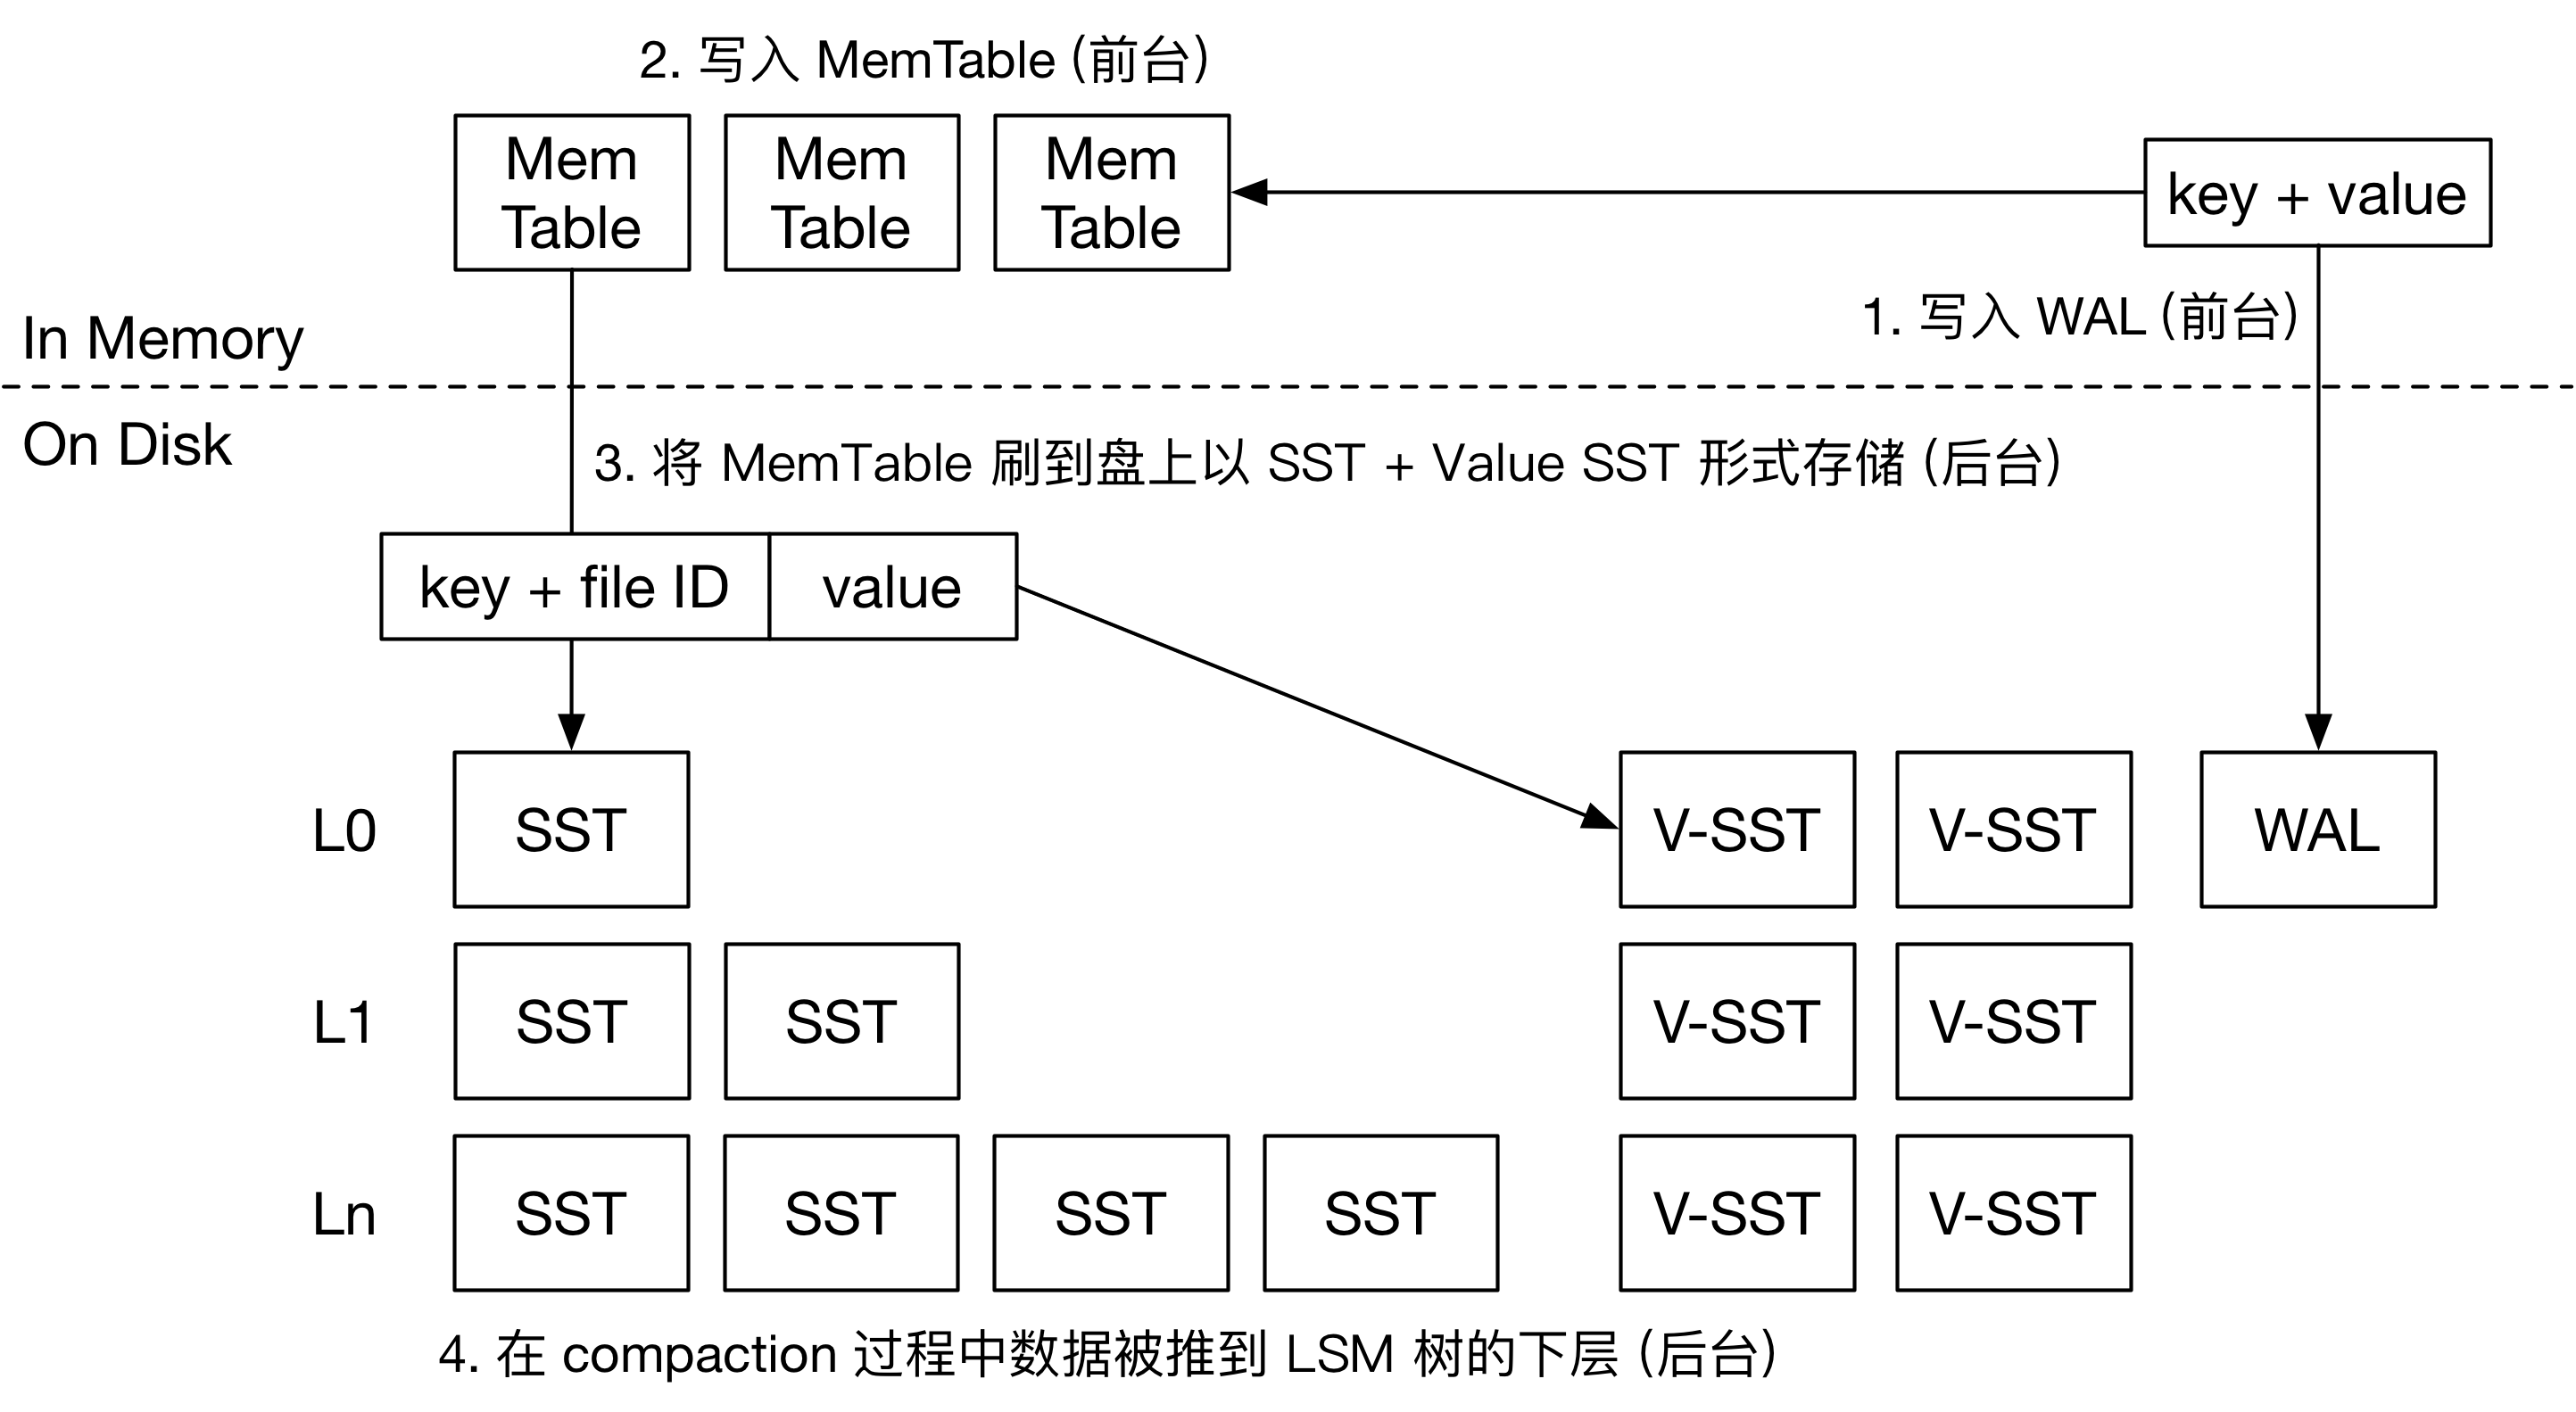 2. 写入 MemTable (前台)
Mem Table
Mem Table
Mem Table
key + value
1. 写入 WAL (前台)
In Memory
On Disk
3. 将 MemTable 刷到盘上以 SST + Value SST 形式存储 (后台)
key + file ID
value
L0
SST
V-SST
V-SST
WAL
L1
SST
SST
V-SST
V-SST
Ln
SST
SST
SST
SST
V-SST
V-SST
4. 在 compaction 过程中数据被推到 LSM 树的下层 (后台)